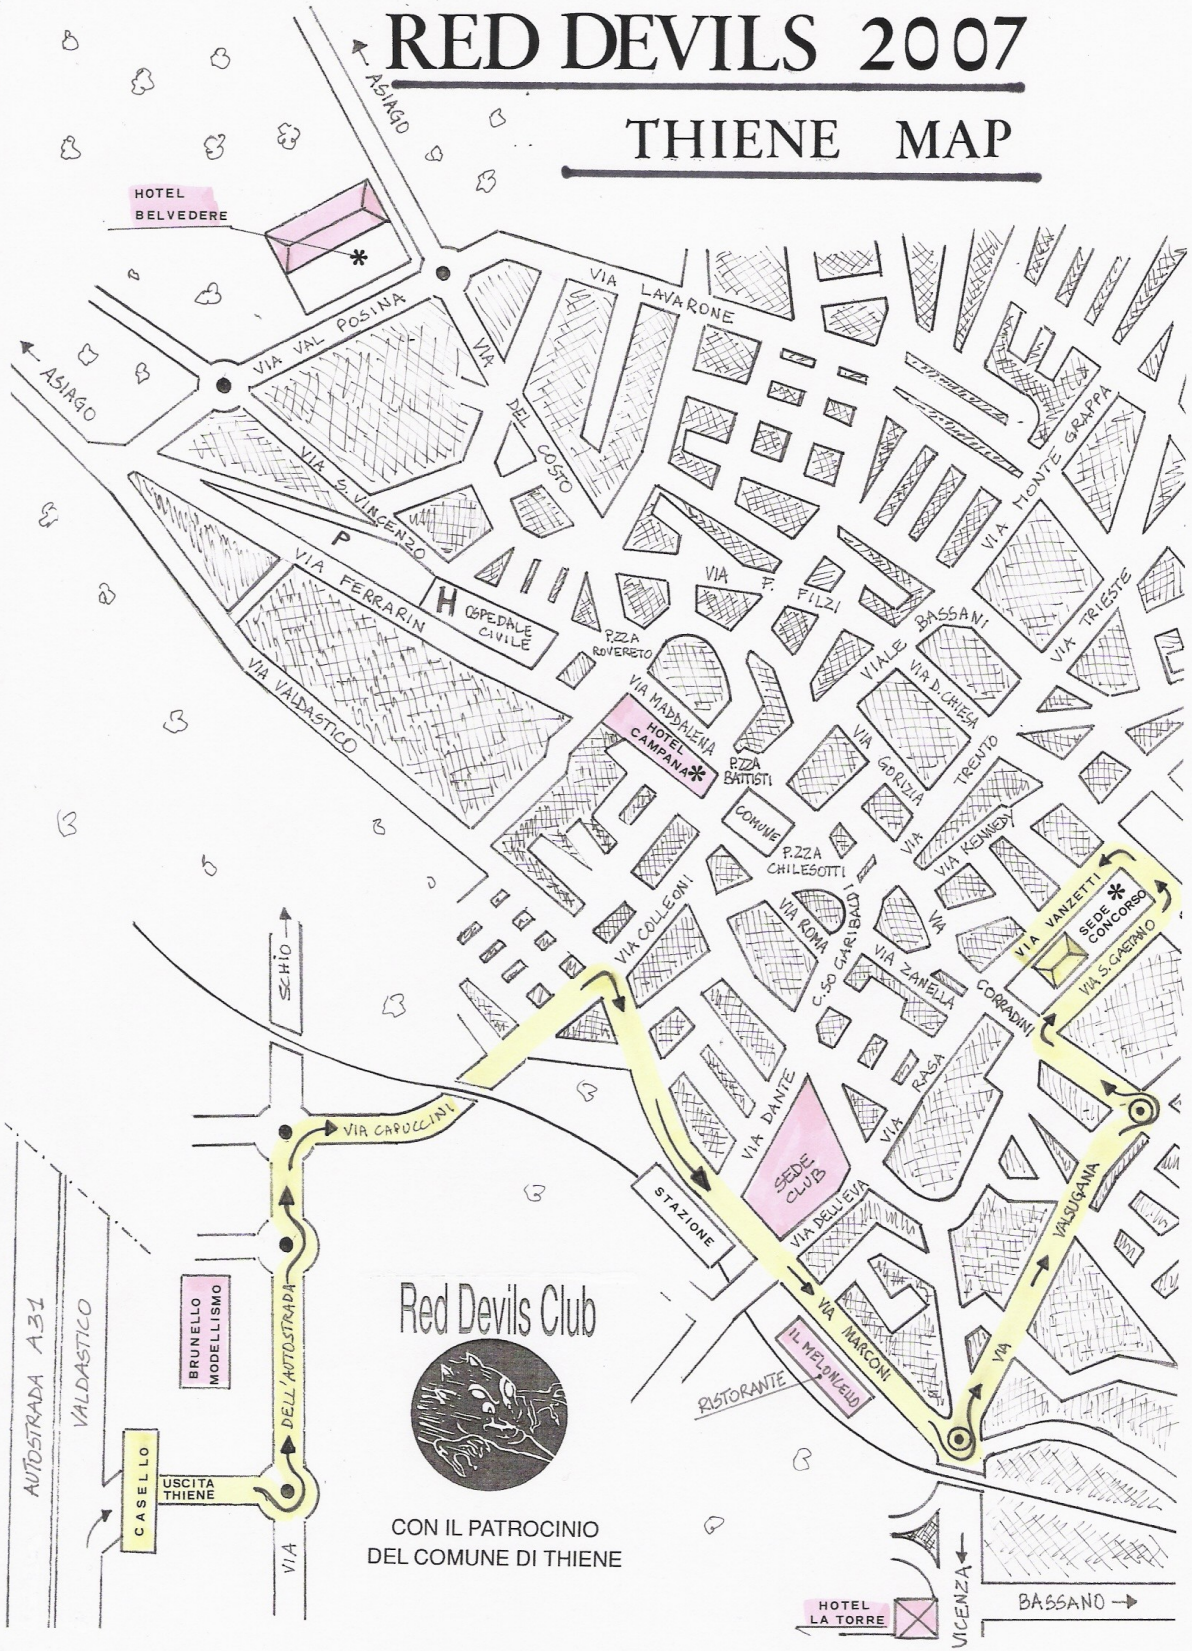 RED DEVILS 2007
THIENE MAP
ASIAGO
HOTEL
BELVEDERE
VIA LAVARONE
VIA VAL POSINA
ASIAGO
VIA
DEL
COSTO
VIA MONTE GRAPPA
VIA S. VINCENZO
P
VIA FERRARIN
H OSPEDALE
CIVILE
VIA F. FILZI
P.ZZA
ROVERETO
VIALE BASSANI
VIA TRIESTE
VIA D. CHIESA
VIA VALDASTICO
VIA MADDALENA
HOTEL
CAMPANA
P.ZZA
BATTISTI
VIA GORIZIA
VIA TRENTO
COMUNE
P.ZZA
CHILESOTTI
VIA KENNEDY
VIA COLLEONI
VIA ROMA
C.SO GARIBALDI
VIA ZANELLA
VIA
CORRADINI
VIA VANZETTI
SEDE
CONCORSO
VIA S. GAETANO
SCHIO
VIA CAPUCCINI
VIA DANTE
VIA RASA
SEDE
CLUB
VIA DELL'EVA
STAZIONE
VIA VALSUGANA
VIA MARCONI
IL MELONCELLO
RISTORANTE
BRUNELLO
MODELLISMO
VIA DELL'AUTOSTRADA
AUTOSTRADA A31
VALDASTICO
CASELLO
USCITA
THIENE
Red Devils Club
CON IL PATROCINIO
DEL COMUNE DI THIENE
HOTEL
LA TORRE
VICENZA
BASSANO